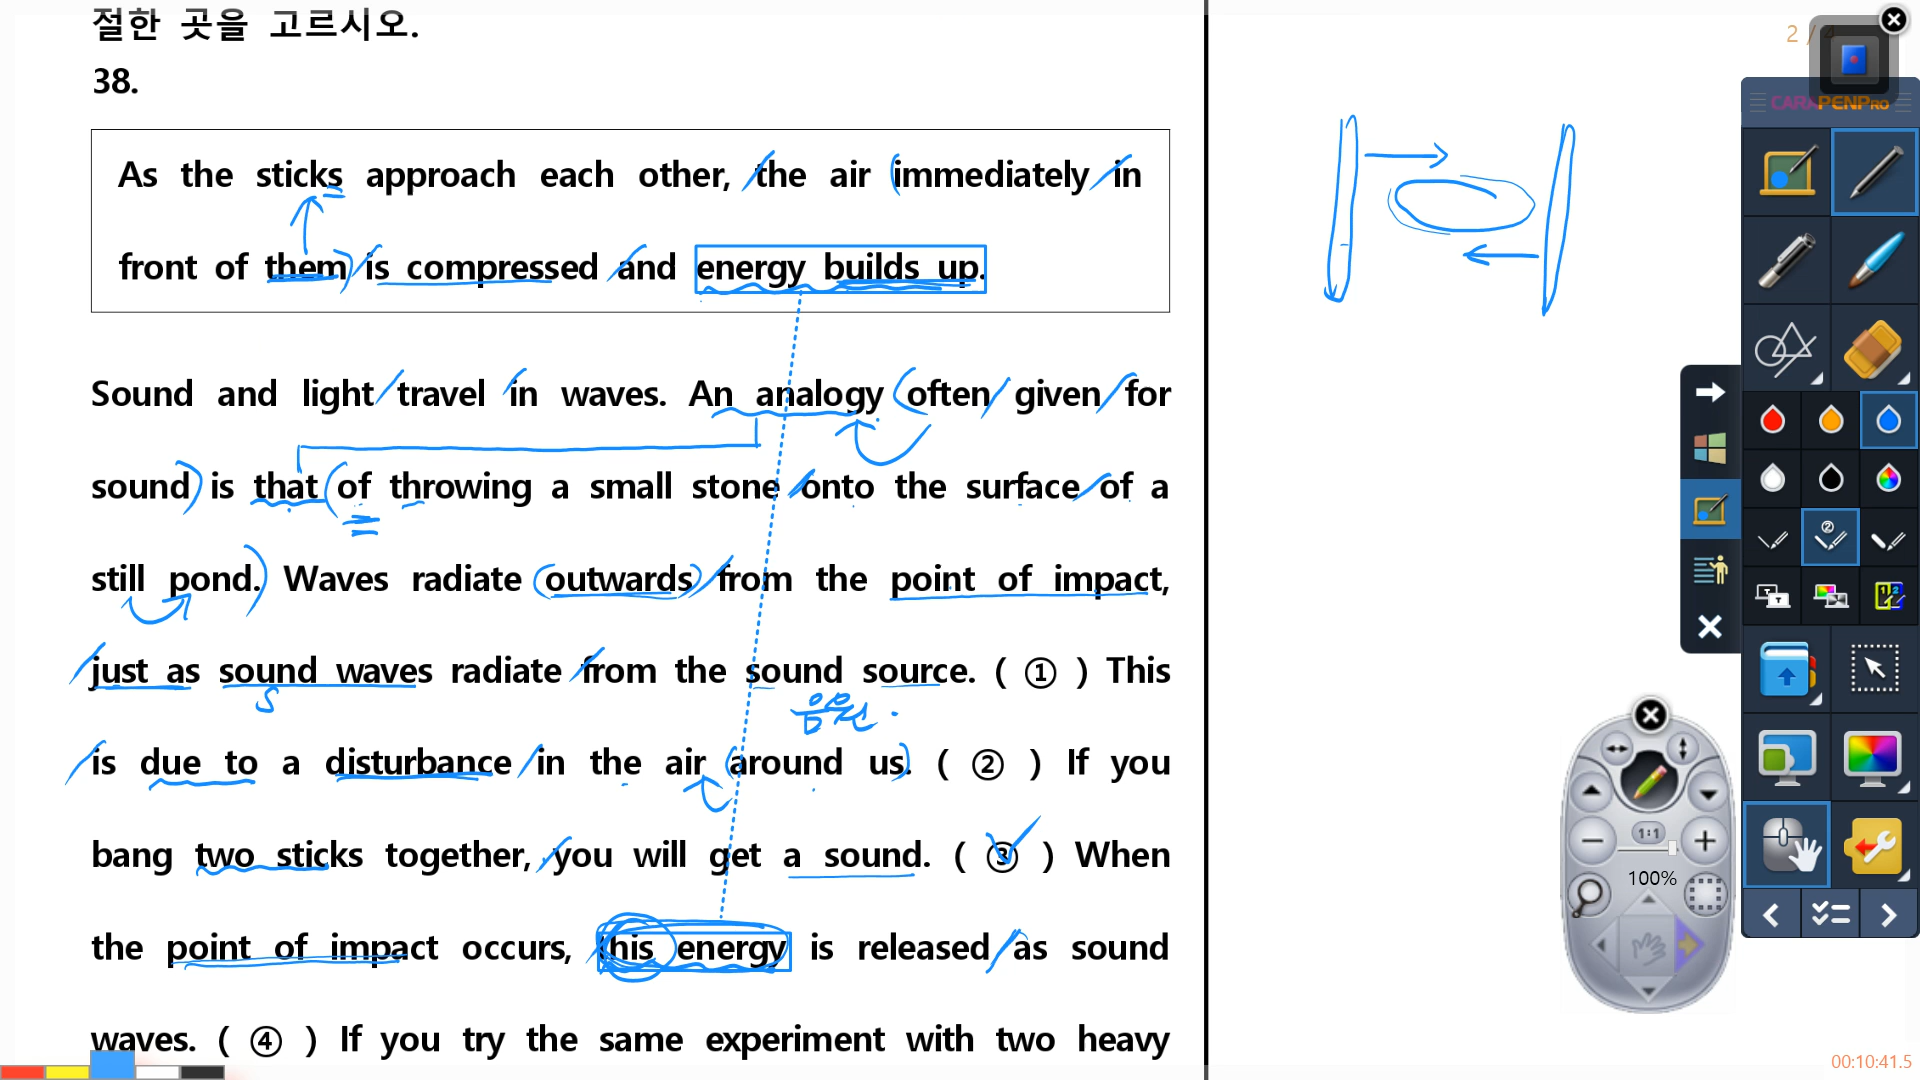 절한 곳을 고르시오.
38.
As the sticks approach each other, the air immediately in
front of them is compressed and energy builds up.
Sound and light travel in waves. An analogy often given for
sound is that of throwing a small stone onto the surface of a
still pond. Waves radiate outwards from the point of impact,
just as sound waves radiate from the sound source. ( ① ) This
S
음원
is due to a disturbance in the air around us. ( ② ) If you
bang two sticks together, you will get a sound. ( ③ ) When
the point of impact occurs, this energy is released as sound
waves. ( ④ ) If you try the same experiment with two heavy
2 /
CARAPENPRO
②
1:1
100%
00:10:41.5